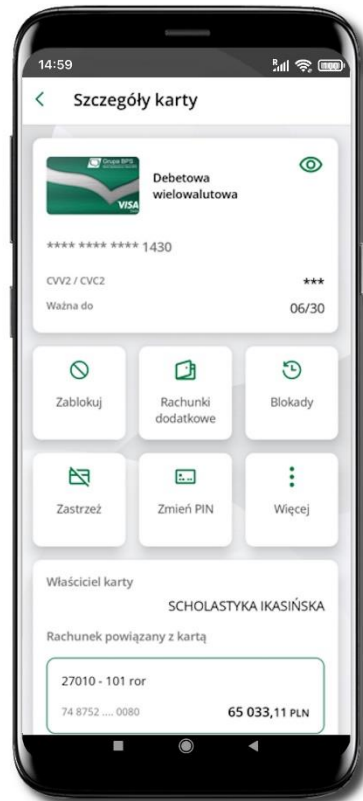 14:59
Szczegóły karty
Grupa BPS
Debetowa
wielowalutowa
VISA
**** **** **** 1430
CVV2 / CVC2 ***
Ważna do 06/30
Zablokuj
Rachunki
dodatkowe
Blokady
Zastrzeż
Zmień PIN
Więcej
Właściciel karty
SCHOLASTYKA IKASIŃSKA
Rachunek powiązany z kartą
27010 - 101 ror
74 8752 .... 0080 65 033,11 PLN